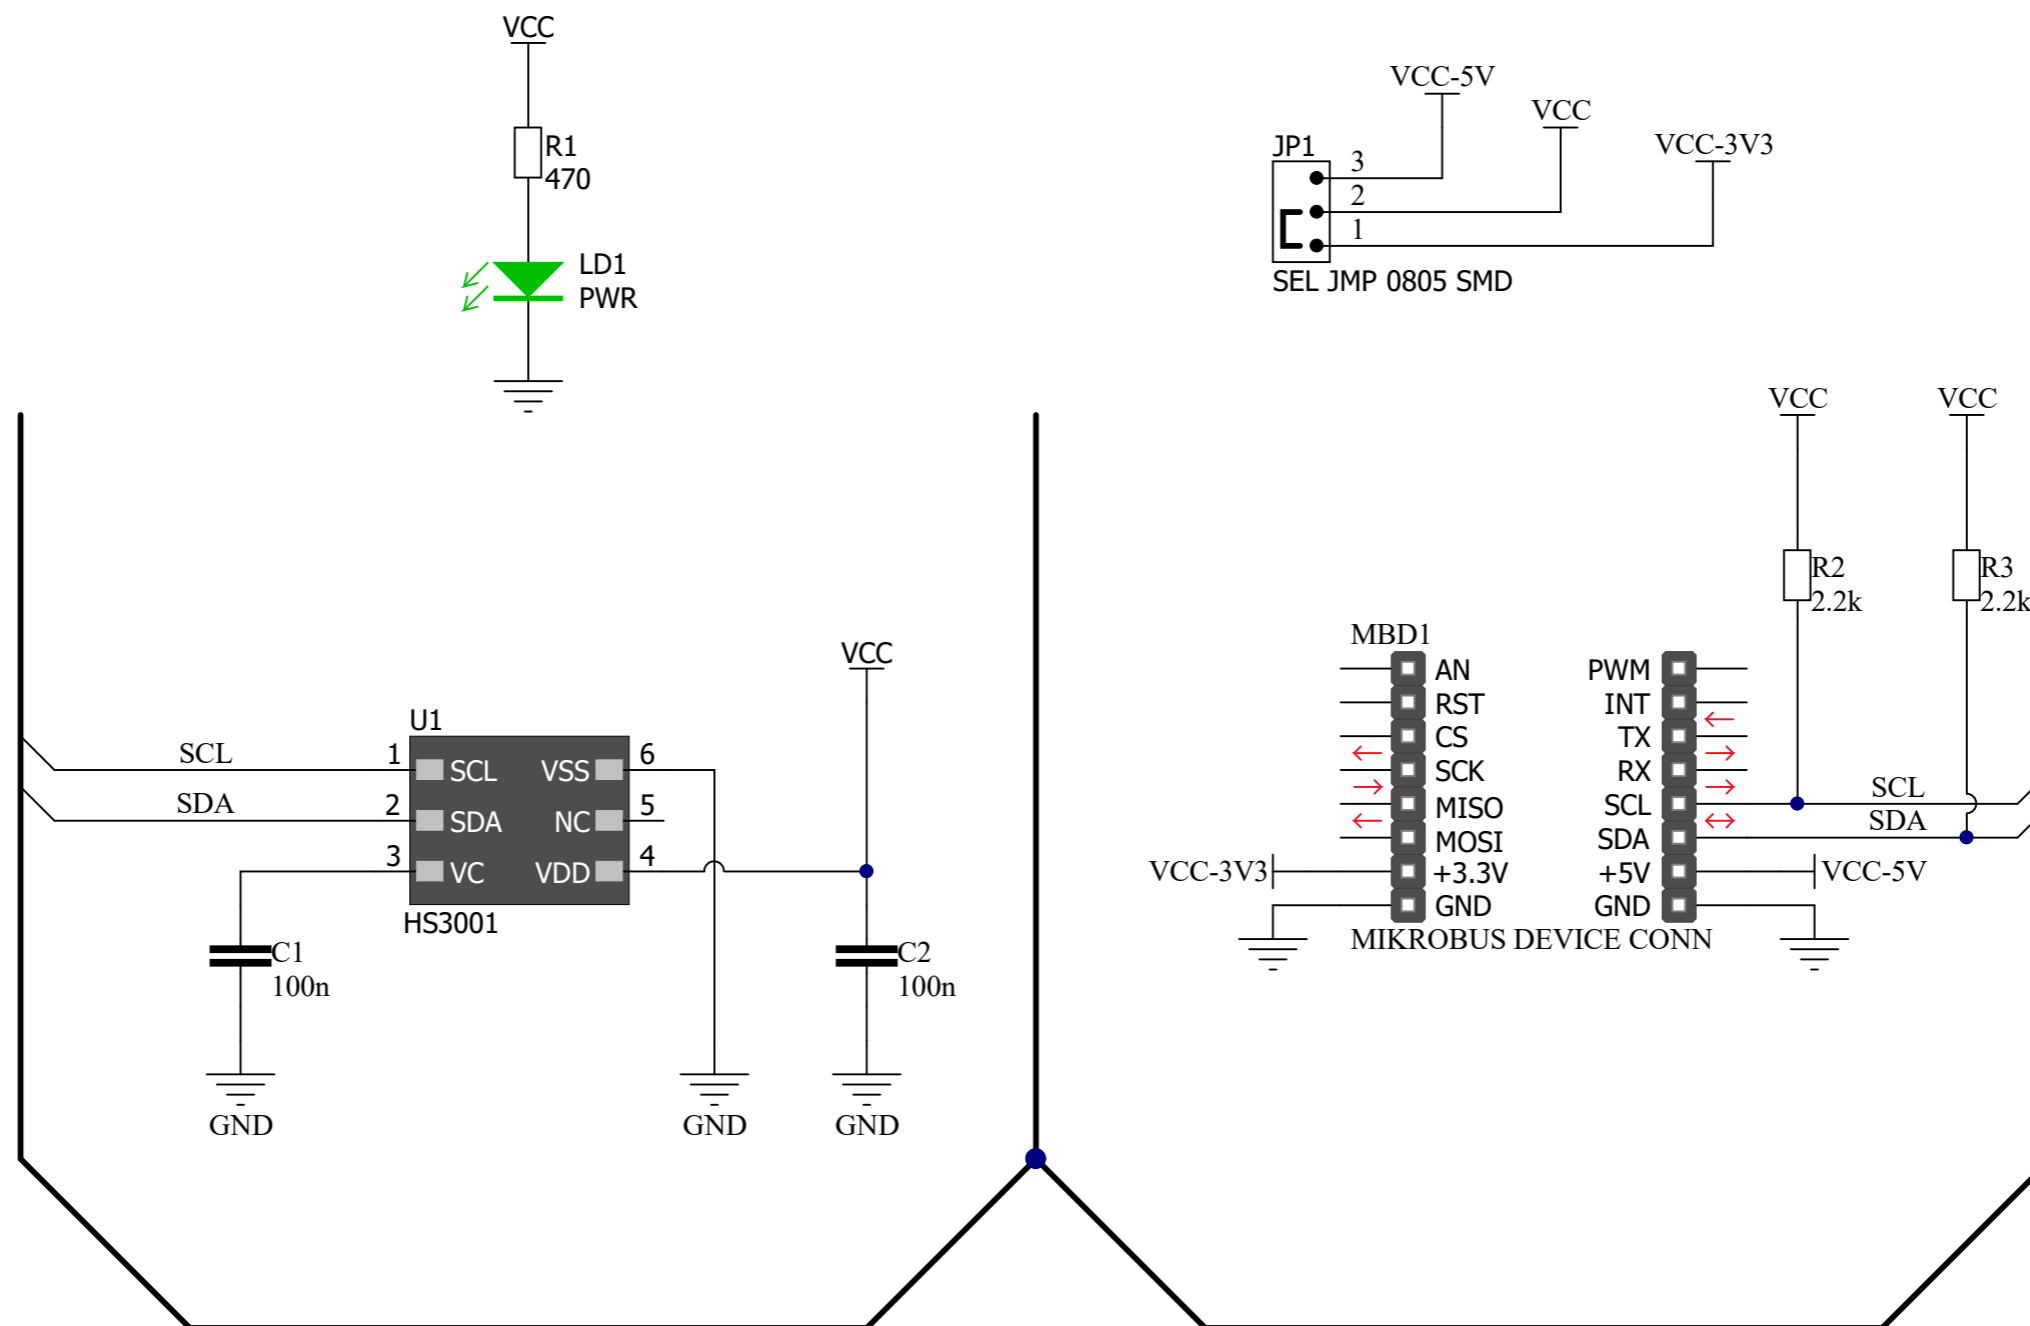 VCC
R1
470
LD1
PWR
VCC-5V
VCC
VCC-3V3
JP1
3
2
1
SEL JMP 0805 SMD
VCC
U1
SCL 1 SCL VSS 6
SDA 2 SDA NC 5
3 VC VDD 4
HS3001
C1
100n
C2
100n
GND GND GND
VCC VCC
R2
2.2k
R3
2.2k
MBD1
AN PWM
RST INT
CS TX
SCK RX
MISO SCL SCL
MOSI SDA SDA
VCC-3V3 +3.3V +5V VCC-5V
GND GND
MIKROBUS DEVICE CONN